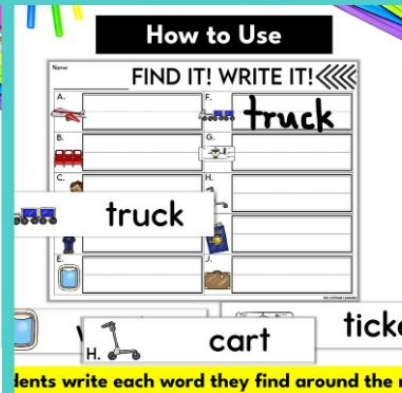 How to Use
Name:
FIND IT! WRITE IT!
A.
F.
truck
B.
G.
C.
H.
truck
E.
J.
H.
cart
ticke
dents write each word they find around the r